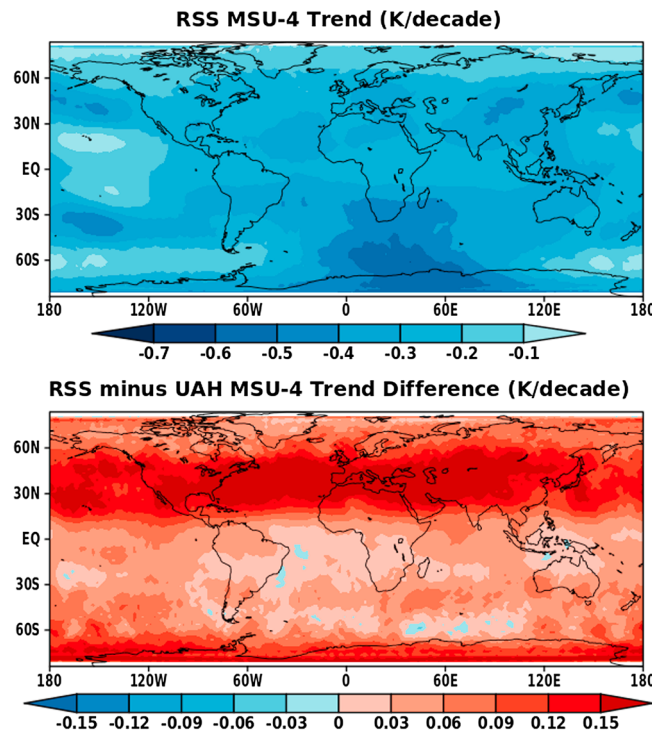 RSS MSU-4 Trend (K/decade)
60N
30N
EQ
30S
60S
180 120W 60W 0 60E 120E 180
-0.7 -0.6 -0.5 -0.4 -0.3 -0.2 -0.1
RSS minus UAH MSU-4 Trend Difference (K/decade)
60N
30N
EQ
30S
60S
180 120W 60W 0 60E 120E 180
-0.15 -0.12 -0.09 -0.06 -0.03 0 0.03 0.06 0.09 0.12 0.15